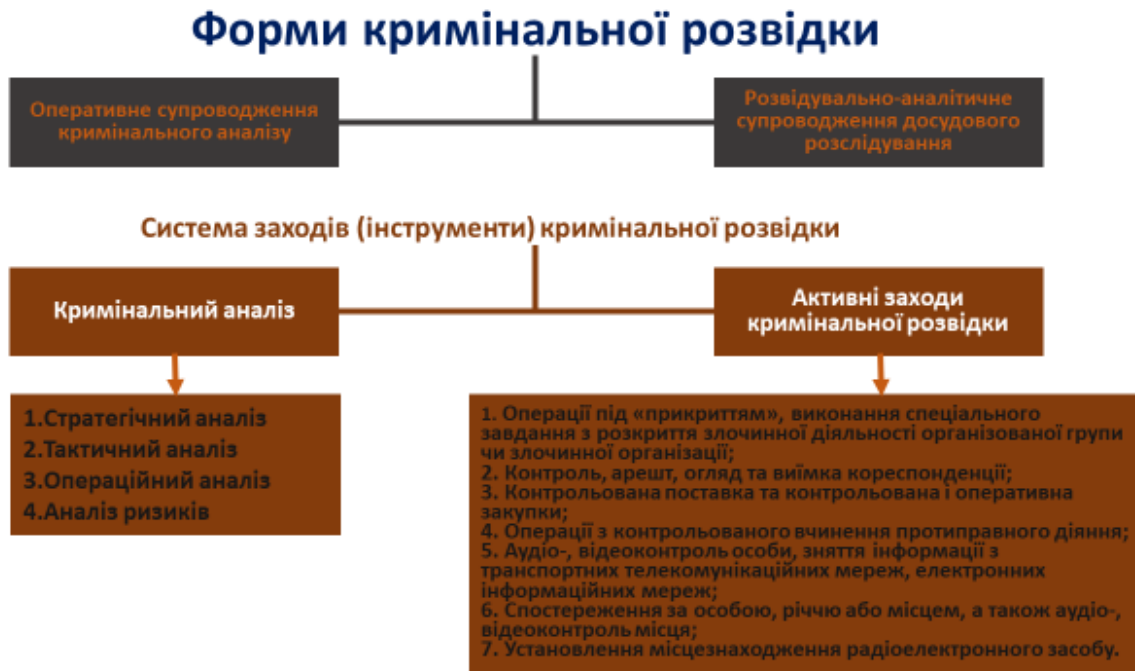 Форми кримінальної розвідки
Оперативне супроводження
кримінального аналізу
Розвідувально-аналітичне
супроводження досудового
розслідування
Система заходів (інструменти) кримінальної розвідки
Кримінальний аналіз
Активні заходи
кримінальної розвідки
1.Стратегічний аналіз
2.Тактичний аналіз
3.Операційний аналіз
4.Аналіз ризиків
1. Операції під «прикриттям», виконання спеціального
завдання з розкриття злочинної діяльності організованої групи
чи злочинної організації;
2. Контроль, арешт, огляд та виїмка кореспонденції;
3. Контрольована поставка та контрольована і оперативна
закупки;
4. Операції з контрольованого вчинення протиправного діяння;
5. Аудіо-, відеоконтроль особи, зняття інформації з
транспортних телекомунікаційних мереж, електронних
інформаційних мереж;
6. Спостереження за особою, річчю або місцем, а також аудіо-,
відеоконтроль місця;
7. Установлення місцезнаходження радіоелектронного засобу.